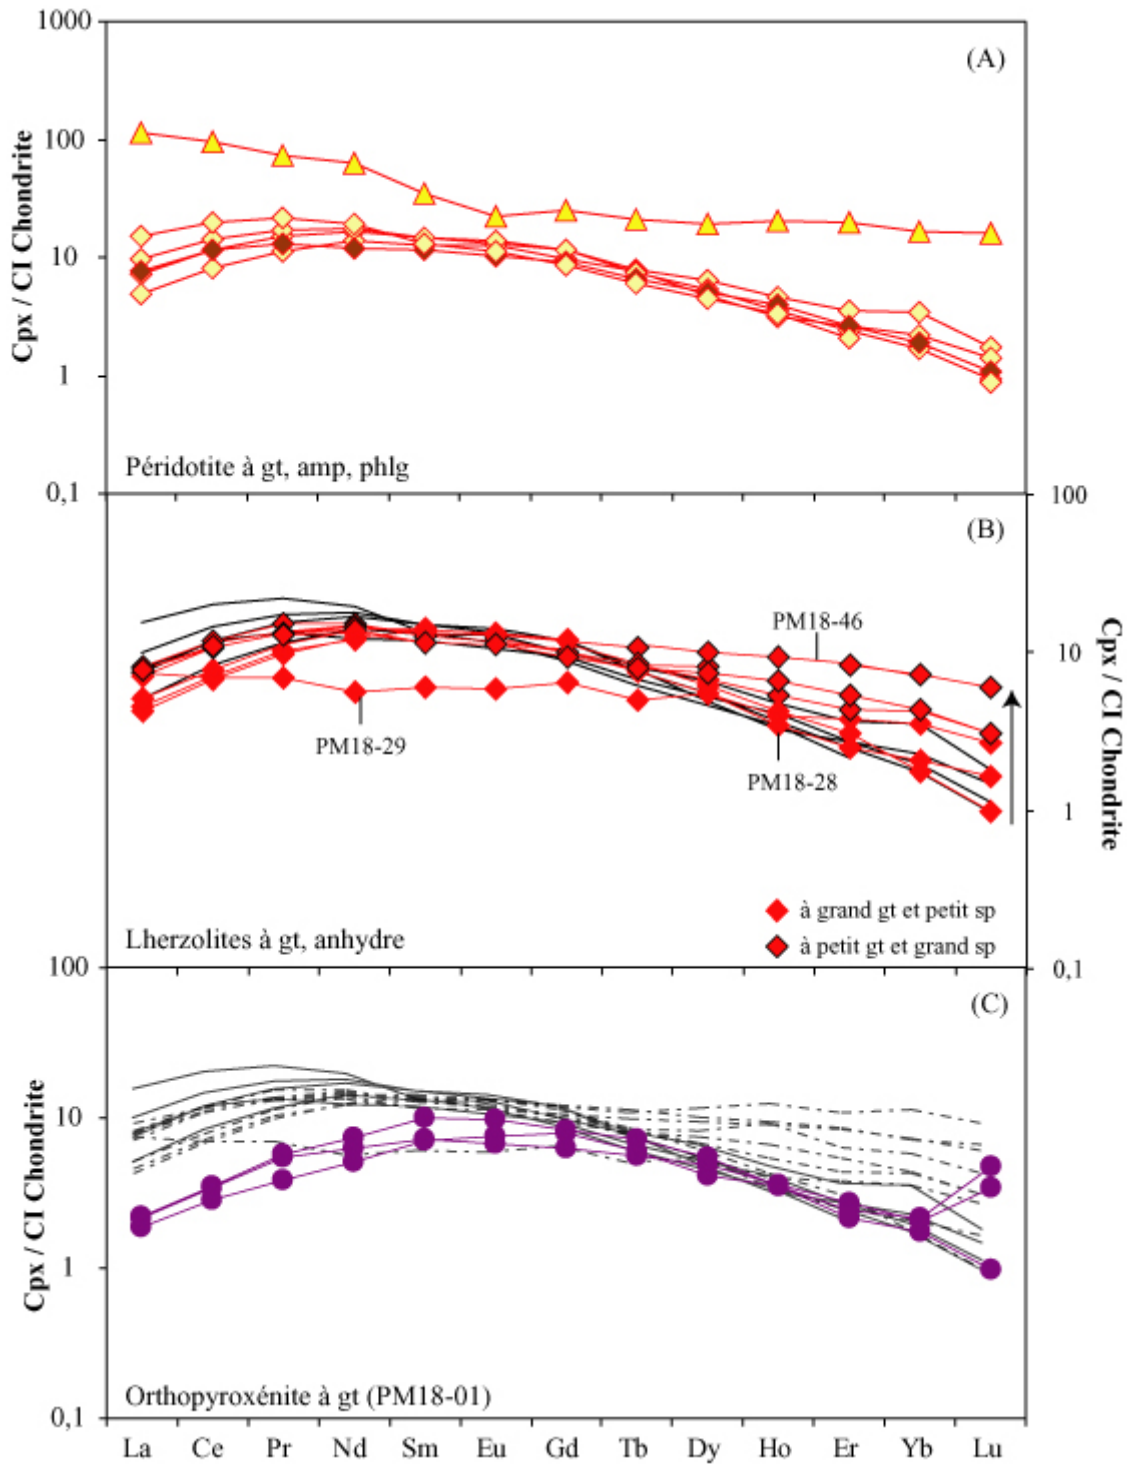 1000
(A)
100
Cpx / CI Chondrite
10
1
Péridotite à gt, amp, phlg
0,1
100
(B)
PM18-46
10
Cpx / CI Chondrite
PM18-29
PM18-28
1
à grand gt et petit sp
à petit gt et grand sp
Lherzolites à gt, anhydre
100
0,1
(C)
Cpx / CI Chondrite
10
1
Orthopyroxénite à gt (PM18-01)
0,1
La Ce Pr Nd Sm Eu Gd Tb Dy Ho Er Yb Lu